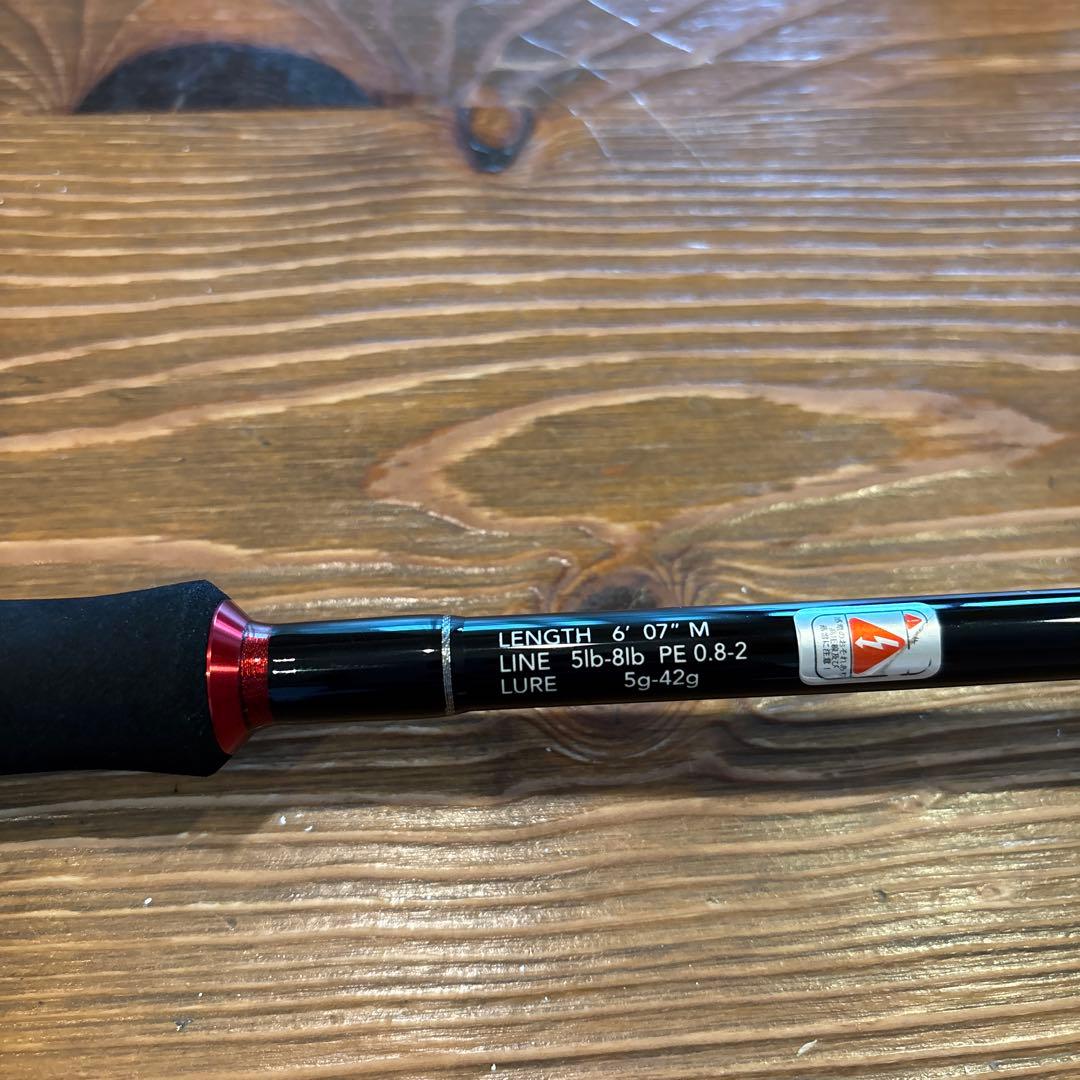 LENGTH 6' 07" M
LINE 5lb-8lb PE 0.8-2
LURE 5g-42g